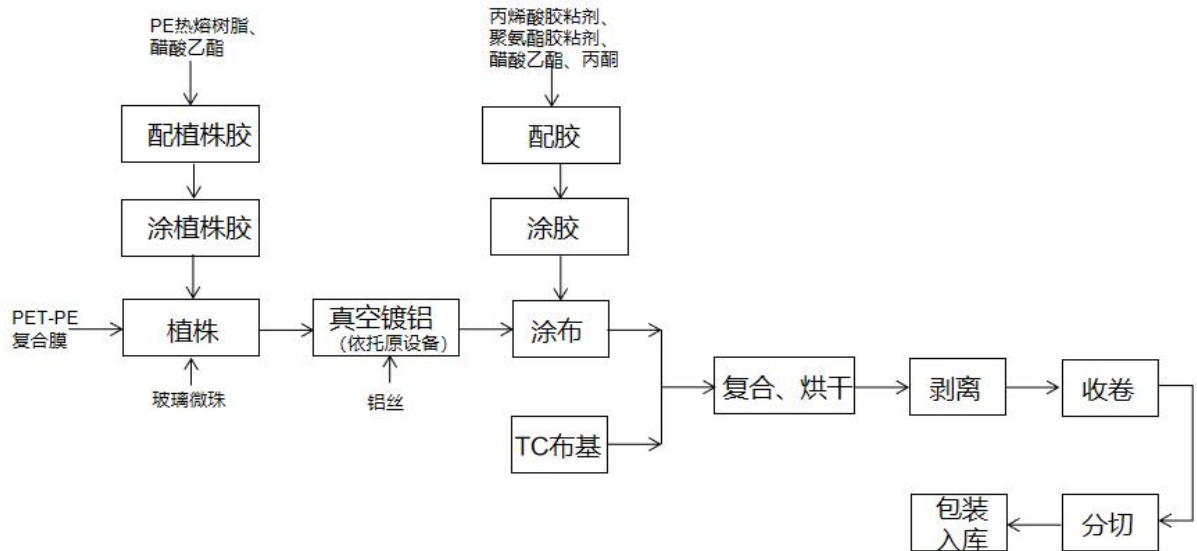 PE热熔树脂、
醋酸乙酯
丙烯酸胶粘剂、
聚氨酯胶粘剂、
醋酸乙酯、丙酮
配植株胶
配胶
涂植株胶
涂胶
PET-PE
复合膜
植株
真空镀铝
（依托原设备）
涂布
玻璃微珠
铝丝
TC布基
复合、烘干
剥离
收卷
包装
入库
分切